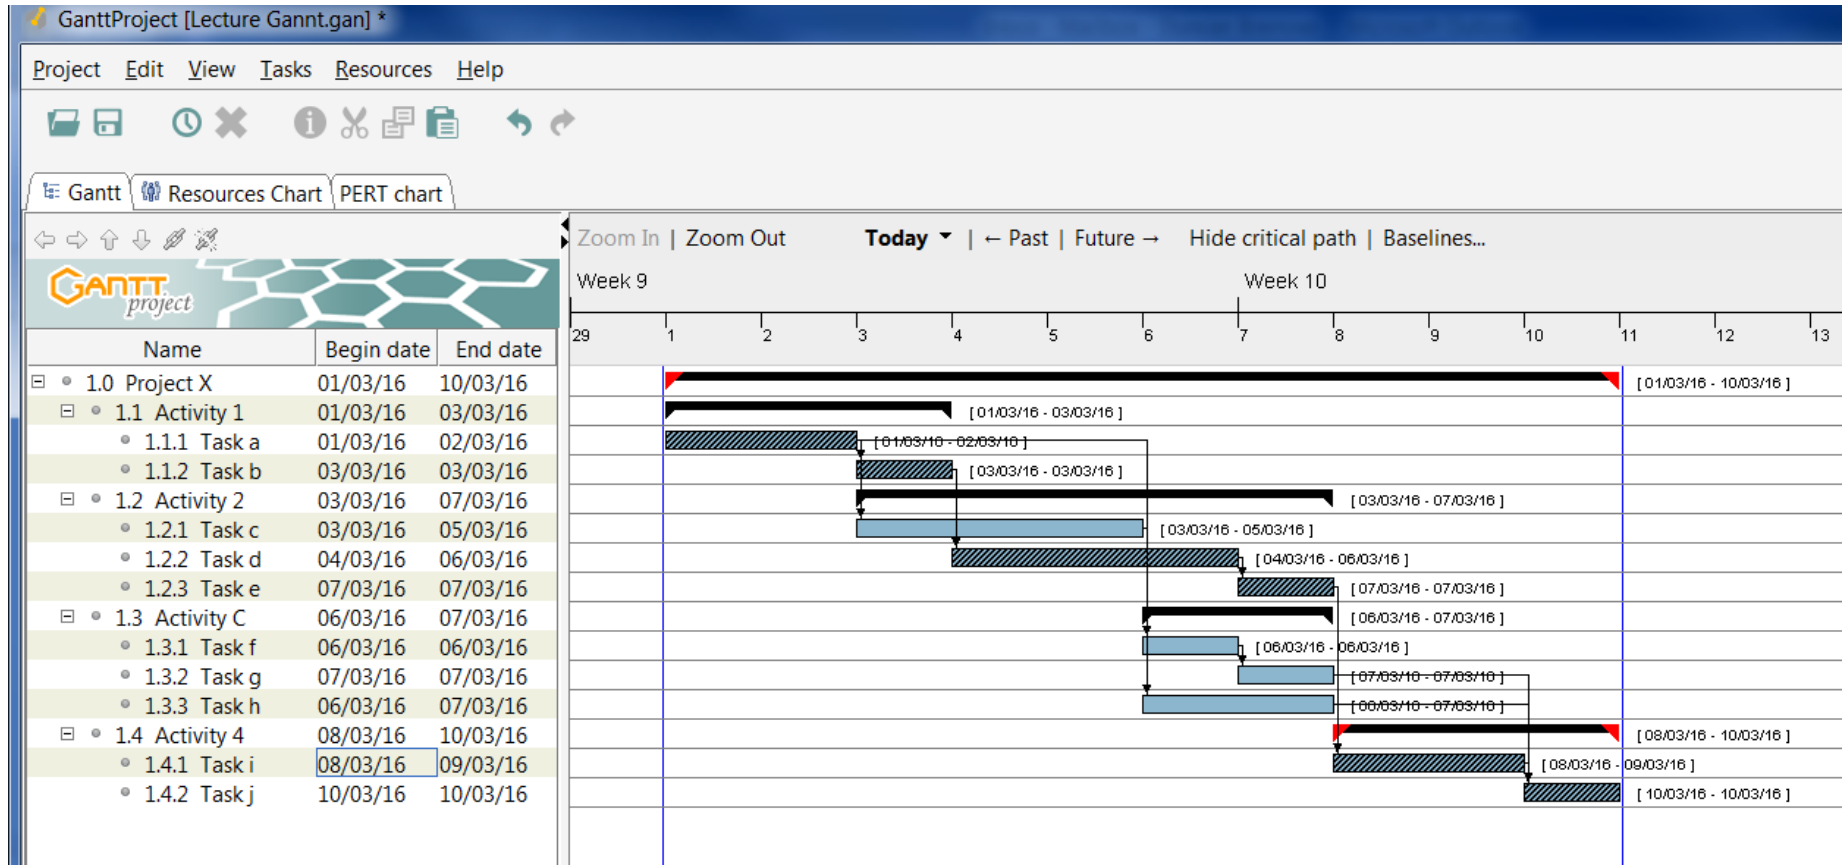 GanttProject [Lecture Gannt.gan] *
Project Edit View Tasks Resources Help
Gantt Resources Chart PERT chart
Zoom In | Zoom Out Today | ← Past | Future → Hide critical path | Baselines...
GANTT project
Week 9 Week 10
29 1 2 3 4 5 6 7 8 9 10 11 12 13
Name Begin date End date
1.0 Project X 01/03/16 10/03/16 [ 01/03/16 - 10/03/16 ]
1.1 Activity 1 01/03/16 03/03/16 [ 01/03/16 - 03/03/16 ]
1.1.1 Task a 01/03/16 02/03/16 [ 01/03/16 - 02/03/16 ]
1.1.2 Task b 03/03/16 03/03/16 [ 03/03/16 - 03/03/16 ]
1.2 Activity 2 03/03/16 07/03/16 [ 03/03/16 - 07/03/16 ]
1.2.1 Task c 03/03/16 05/03/16 [ 03/03/16 - 05/03/16 ]
1.2.2 Task d 04/03/16 06/03/16 [ 04/03/16 - 06/03/16 ]
1.2.3 Task e 07/03/16 07/03/16 [ 07/03/16 - 07/03/16 ]
1.3 Activity C 06/03/16 07/03/16 [ 06/03/16 - 07/03/16 ]
1.3.1 Task f 06/03/16 06/03/16 [ 06/03/16 - 06/03/16 ]
1.3.2 Task g 07/03/16 07/03/16 [ 07/03/16 - 07/03/16 ]
1.3.3 Task h 06/03/16 07/03/16 [ 06/03/16 - 07/03/16 ]
1.4 Activity 4 08/03/16 10/03/16 [ 08/03/16 - 10/03/16 ]
1.4.1 Task i 08/03/16 09/03/16 [ 08/03/16 - 09/03/16 ]
1.4.2 Task j 10/03/16 10/03/16 [ 10/03/16 - 10/03/16 ]